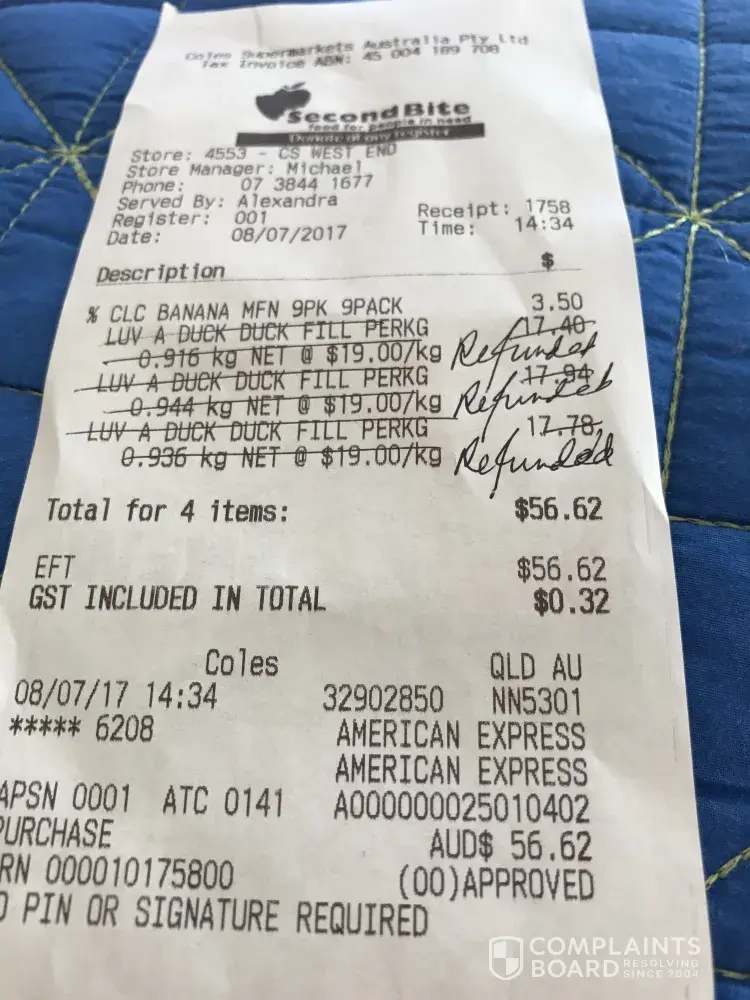 Coles Supermarkets Australia Pty Ltd
Tax Invoice ABN: 45 004 189 708
SecondBite
food for people in need
Donate at any register
Store: 4553 - CS WEST END
Store Manager: Michael
Phone: 07 3844 1677
Served By: Alexandra
Register: 001 Receipt: 1758
Date: 08/07/2017 Time: 14:34
Description $
% CLC BANANA MFN 9PK 9PACK 3.50
LUV A DUCK DUCK FILL PERKG 17.40
0.916 kg NET @ $19.00/kg Refunded
LUV A DUCK DUCK FILL PERKG 17.94
0.944 kg NET @ $19.00/kg Refunded
LUV A DUCK DUCK FILL PERKG 17.78
0.936 kg NET @ $19.00/kg Refunded
Total for 4 items: $56.62
EFT $56.62
GST INCLUDED IN TOTAL $0.32
Coles QLD AU
08/07/17 14:34 32902850 NN5301
***** 6208 AMERICAN EXPRESS
AMERICAN EXPRESS
APSN 0001 ATC 0141 A000000025010402
PURCHASE AUD$ 56.62
RN 000010175800 (00)APPROVED
O PIN OR SIGNATURE REQUIRED
COMPLAINTS
BOARD RESOLVING
SINCE 2004